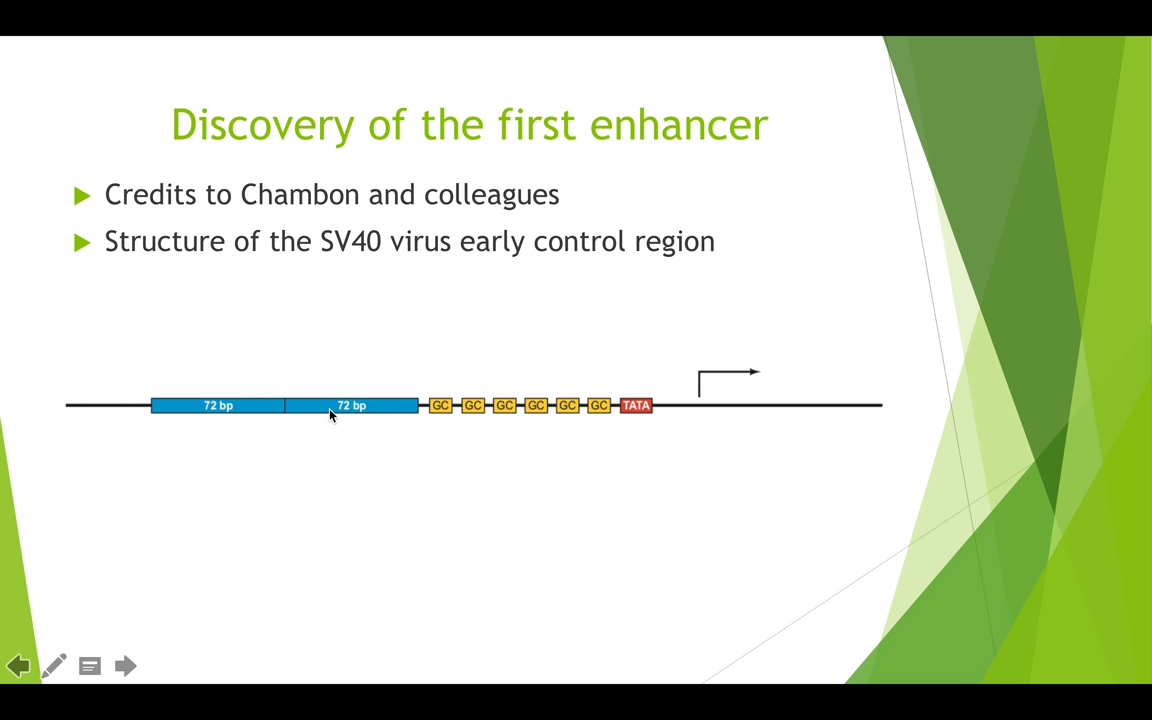 Discovery of the first enhancer
Credits to Chambon and colleagues
Structure of the SV40 virus early control region
72 bp 72 bp GC GC GC GC GC GC TATA